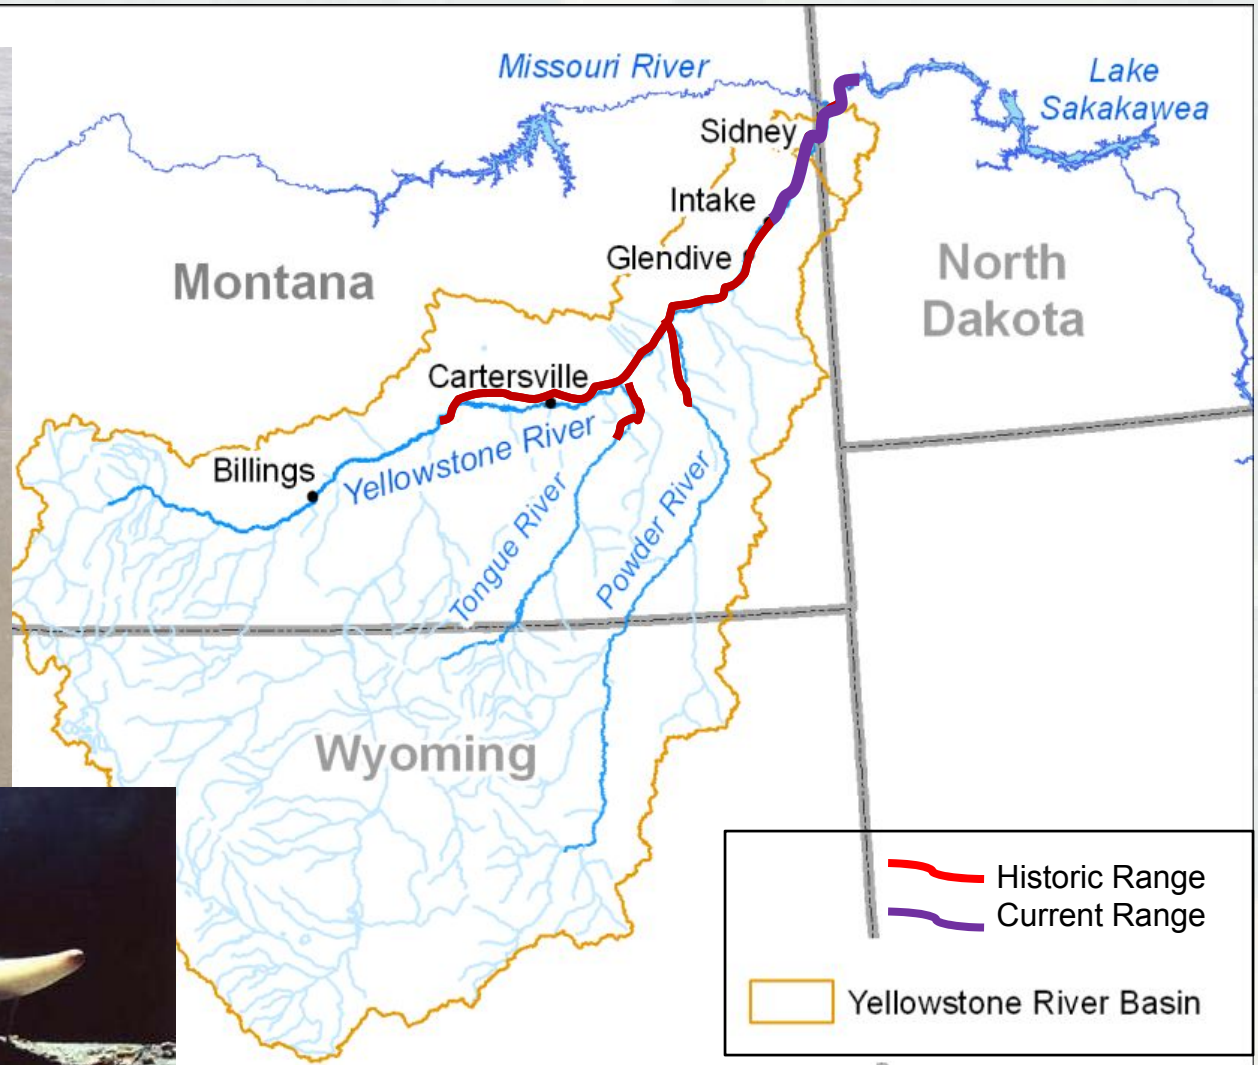 Missouri River
Lake
Sakakawea
Sidney
Intake
Glendive
Montana
North
Dakota
Cartersville
Billings
Yellowstone River
Tongue River
Powder River
Wyoming
Historic Range
Current Range
Yellowstone River Basin